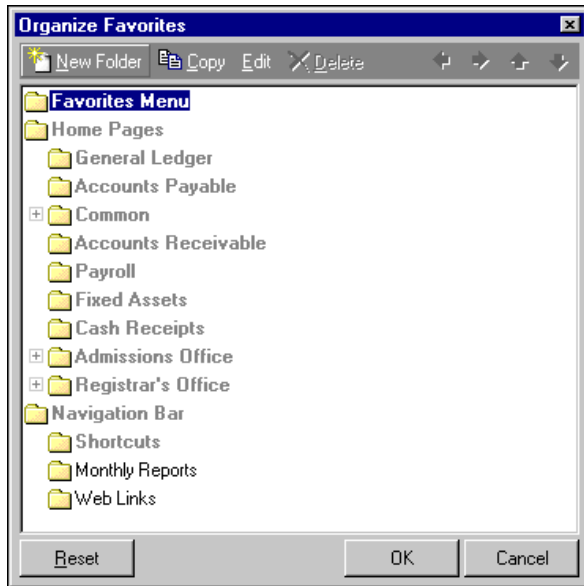 Organize Favorites
New Folder Copy Edit Delete
Favorites Menu
Home Pages
General Ledger
Accounts Payable
Common
Accounts Receivable
Payroll
Fixed Assets
Cash Receipts
Admissions Office
Registrar's Office
Navigation Bar
Shortcuts
Monthly Reports
Web Links
Reset OK Cancel